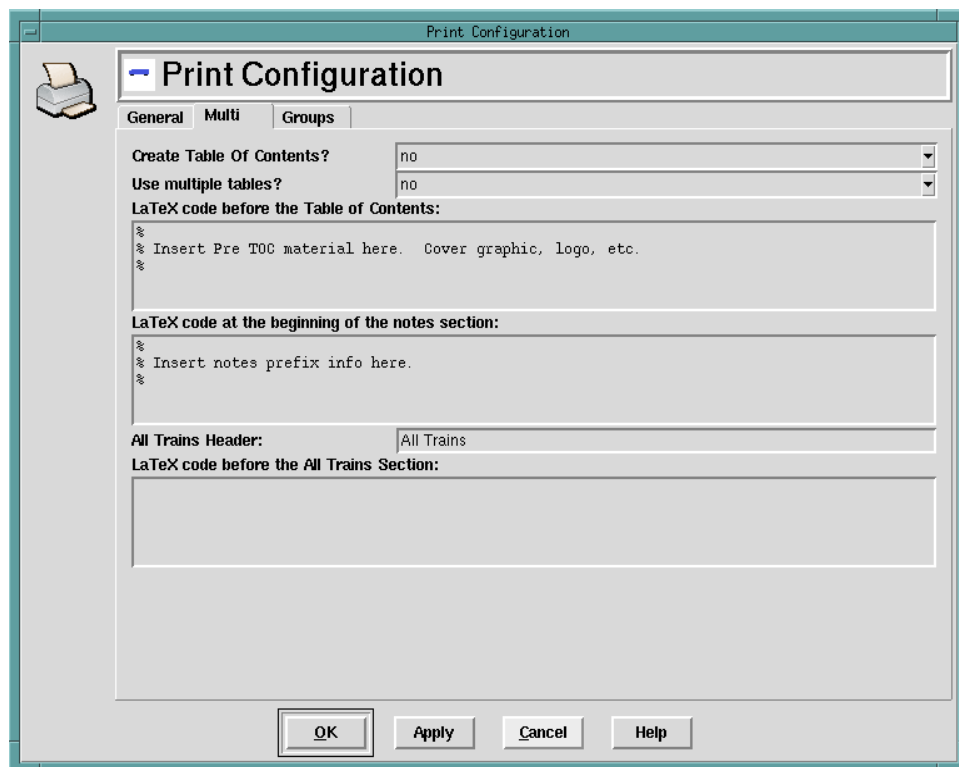 Print Configuration
Print Configuration
General Multi Groups
Create Table Of Contents? no
Use multiple tables? no
LaTeX code before the Table of Contents:
%
% Insert Pre TOC material here.  Cover graphic, logo, etc.
%
LaTeX code at the beginning of the notes section:
%
% Insert notes prefix info here.
%
All Trains Header: All Trains
LaTeX code before the All Trains Section:
OK Apply Cancel Help